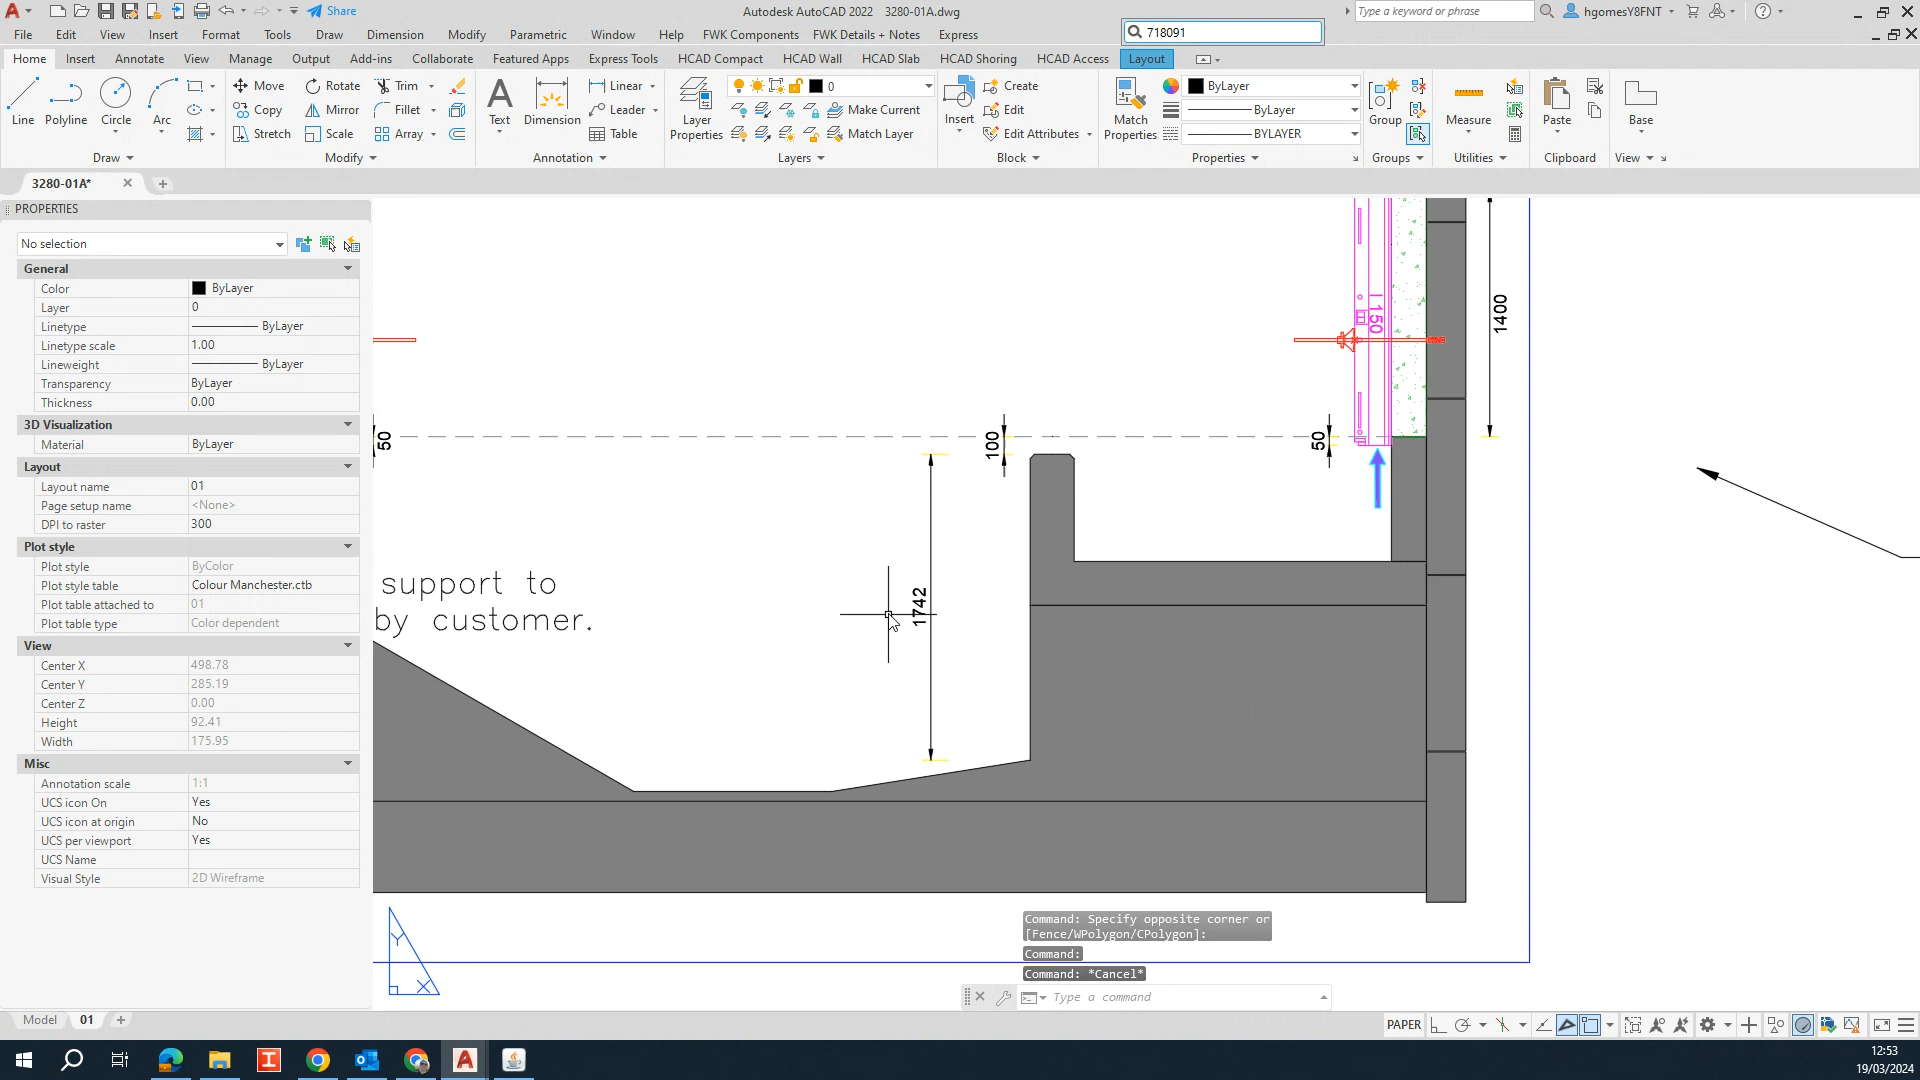 Share
Autodesk AutoCAD 2022   3280-01A.dwg
Type a keyword or phrase
hgomesY8FNT
File Edit View Insert Format Tools Draw Dimension Modify Parametric Window Help FWK Components FWK Details + Notes Express
718091
Home Insert Annotate View Manage Output Add-ins Collaborate Featured Apps Express Tools HCAD Compact HCAD Wall HCAD Slab HCAD Shoring HCAD Access Layout
Line Polyline Circle Arc
Move Rotate Trim
Copy Mirror Fillet
Stretch Scale Array
Text Dimension
Linear
Leader
Table
Layer Properties
0
Make Current
Match Layer
Insert
Create
Edit
Edit Attributes
Match Properties
ByLayer
ByLayer
BYLAYER
Group
Measure
Paste
Base
Draw Modify Annotation Layers Block Properties Groups Utilities Clipboard View
3280-01A*
PROPERTIES
No selection
General
Color ByLayer
Layer 0
Linetype ByLayer
Linetype scale 1.00
Lineweight ByLayer
Transparency ByLayer
Thickness 0.00
3D Visualization
Material ByLayer
Layout
Layout name 01
Page setup name <None>
DPI to raster 300
Plot style
Plot style ByColor
Plot style table Colour Manchester.ctb
Plot table attached to 01
Plot table type Color dependent
View
Center X 498.78
Center Y 285.19
Center Z 0.00
Height 92.41
Width 175.95
Misc
Annotation scale 1:1
UCS icon On Yes
UCS icon at origin No
UCS per viewport Yes
UCS Name
Visual Style 2D Wireframe
50
100
50
150
1400
1742
support to
by customer.
Y
X
Command: Specify opposite corner or
[Fence/WPolygon/CPolygon]:
Command:
Command: *Cancel*
Type a command
Model 01
PAPER
12:53
19/03/2024